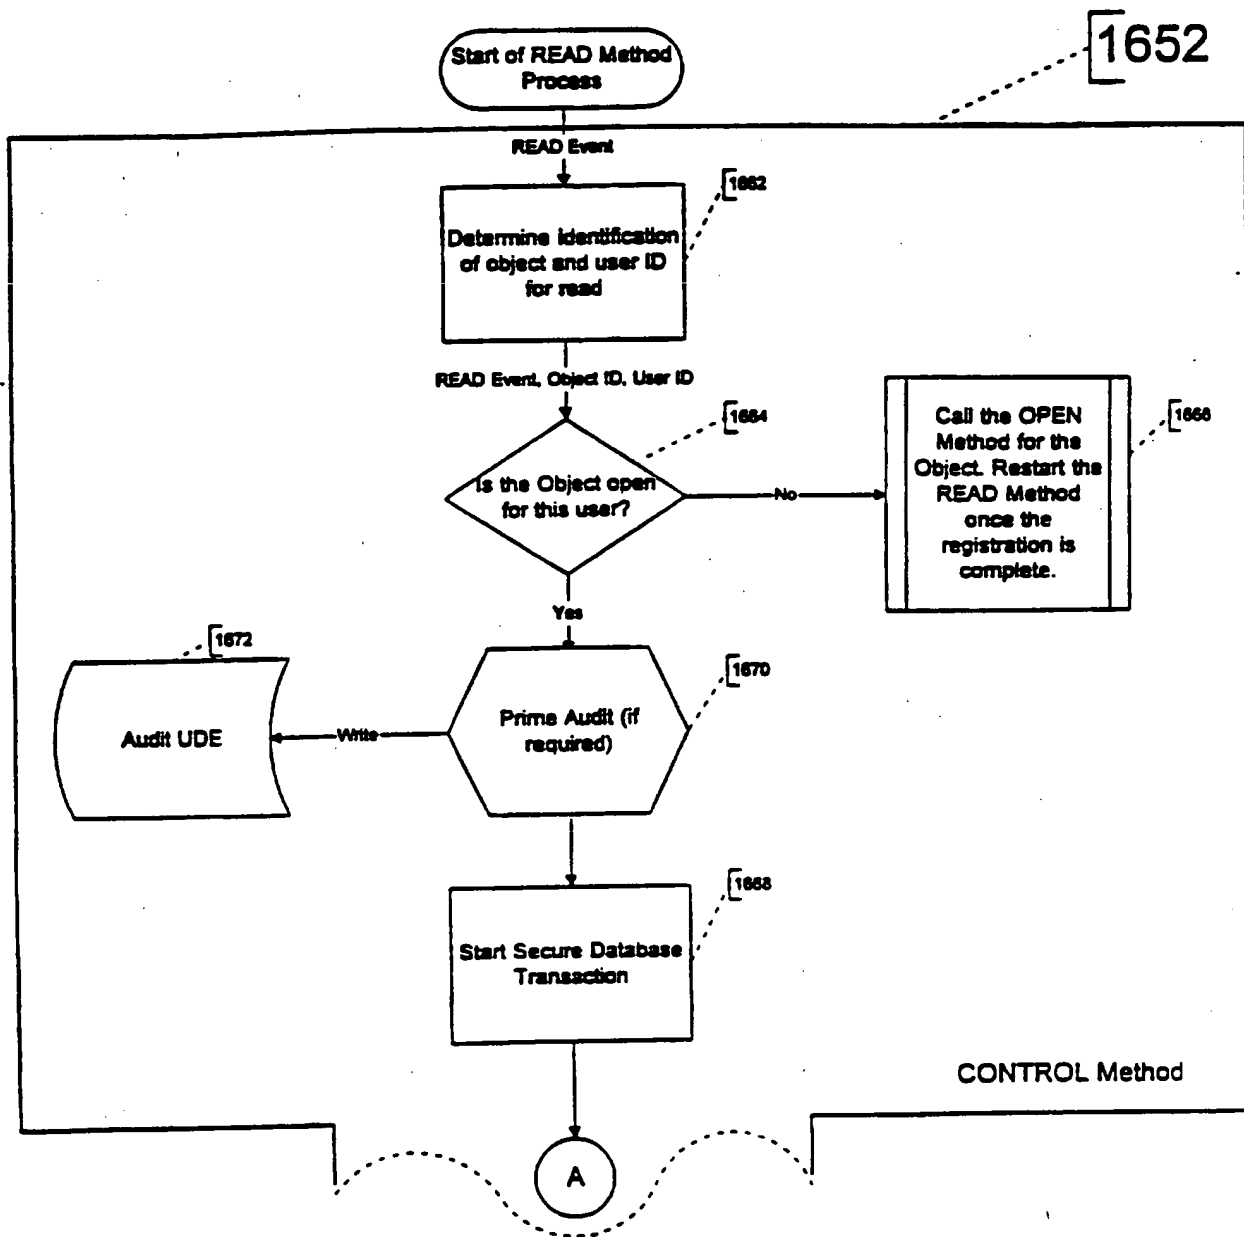 Start of READ Method
Process
1652
READ Event
1662
Determine identification
of object and user ID
for read
READ Event, Object ID, User ID
1664
Is the Object open
for this user?
No
Call the OPEN
Method for the
Object. Restart the
READ Method
once the
registration is
complete.
1666
Yes
1672
Audit UDE
Write
Prime Audit (if
required)
1670
1668
Start Secure Database
Transaction
CONTROL Method
A